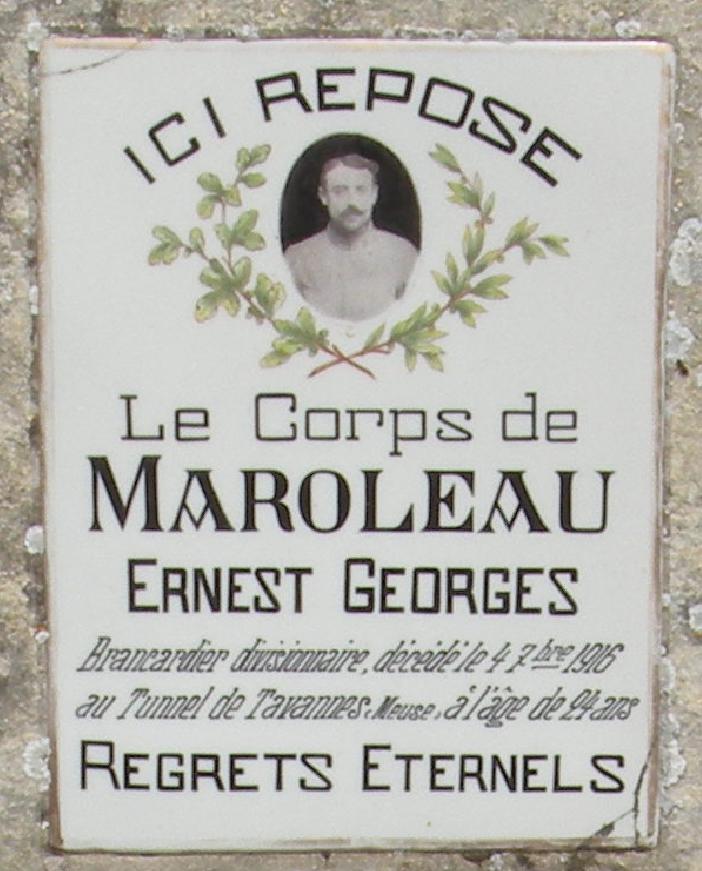 ICI REPOSE
Le Corps de
MAROLEAU
ERNEST GEORGES
Brancardier divisionnaire, décédé le 4 7bre 1916
au Tunnel de Tavannes. Meuse, à l'âge de 24 ans
REGRETS ETERNELS